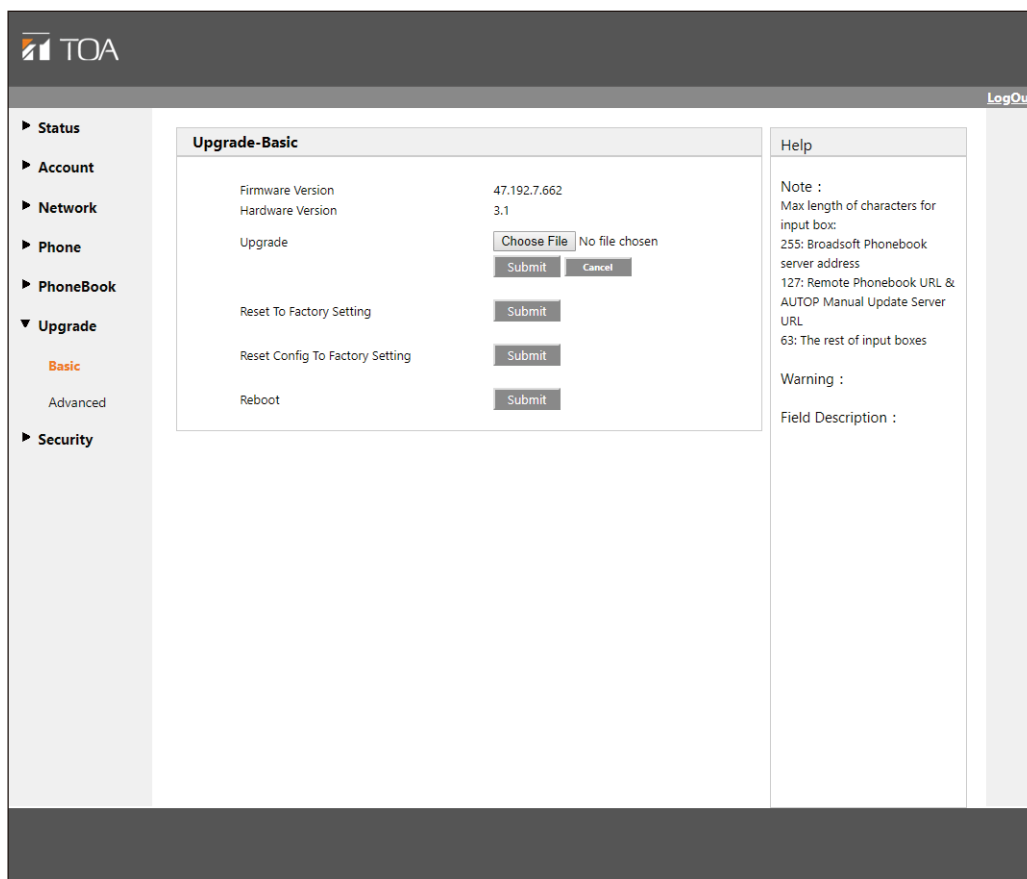 TOA
LogOu
Status
Account
Network
Phone
PhoneBook
Upgrade
Basic
Advanced
Security
Upgrade-Basic
Firmware Version 47.192.7.662
Hardware Version 3.1
Upgrade Choose File No file chosen
Submit Cancel
Reset To Factory Setting Submit
Reset Config To Factory Setting Submit
Reboot Submit
Help
Note :
Max length of characters for
input box:
255: Broadsoft Phonebook
server address
127: Remote Phonebook URL &
AUTOP Manual Update Server
URL
63: The rest of input boxes
Warning :
Field Description :